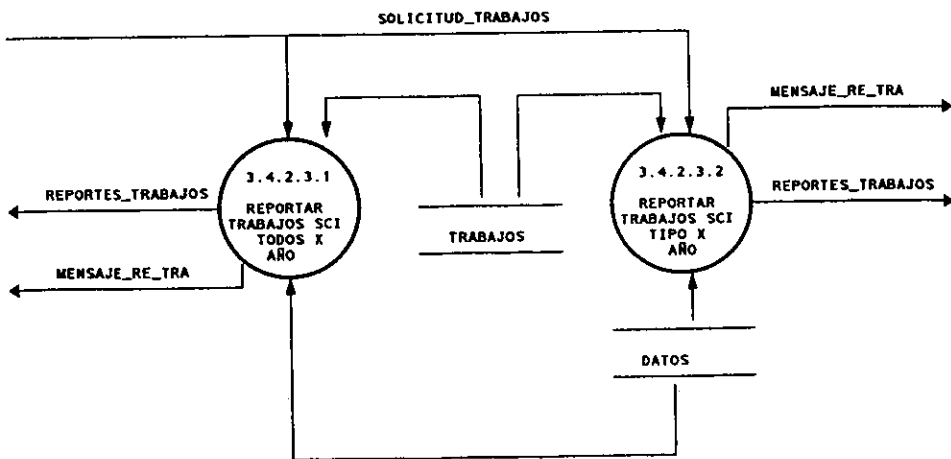 SOLICITUD_TRABAJOS
MENSAJE_RE_TRA
3.4.2.3.1
REPORTAR
TRABAJOS SCI
TODOS X
AÑO
3.4.2.3.2
REPORTAR
TRABAJOS SCI
TIPO X
AÑO
REPORTES_TRABAJOS
REPORTES_TRABAJOS
TRABAJOS
MENSAJE_RE_TRA
DATOS